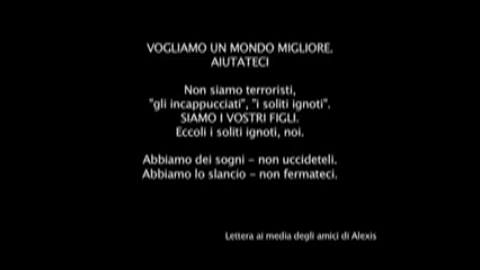 VOGLIAMO UN MONDO MIGLIORE.
AIUTATECI
Non siamo terroristi,
"gli incappucciati", "i soliti ignoti".
SIAMO I VOSTRI FIGLI.
Eccoli i soliti ignoti, noi.
Abbiamo dei sogni – non uccideteli.
Abbiamo lo slancio – non fermateci.
Lettera ai media degli amici di Alexis